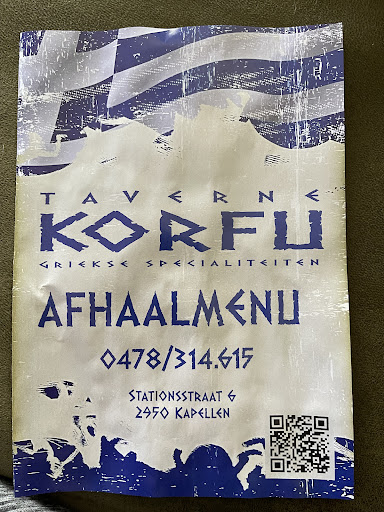 TAVERNE
KORFU
GRIEKSE SPECIALITEITEN
AFHAALMENU
0478/314.615
STATIONSSTRAAT 6
2950 KAPELLEN